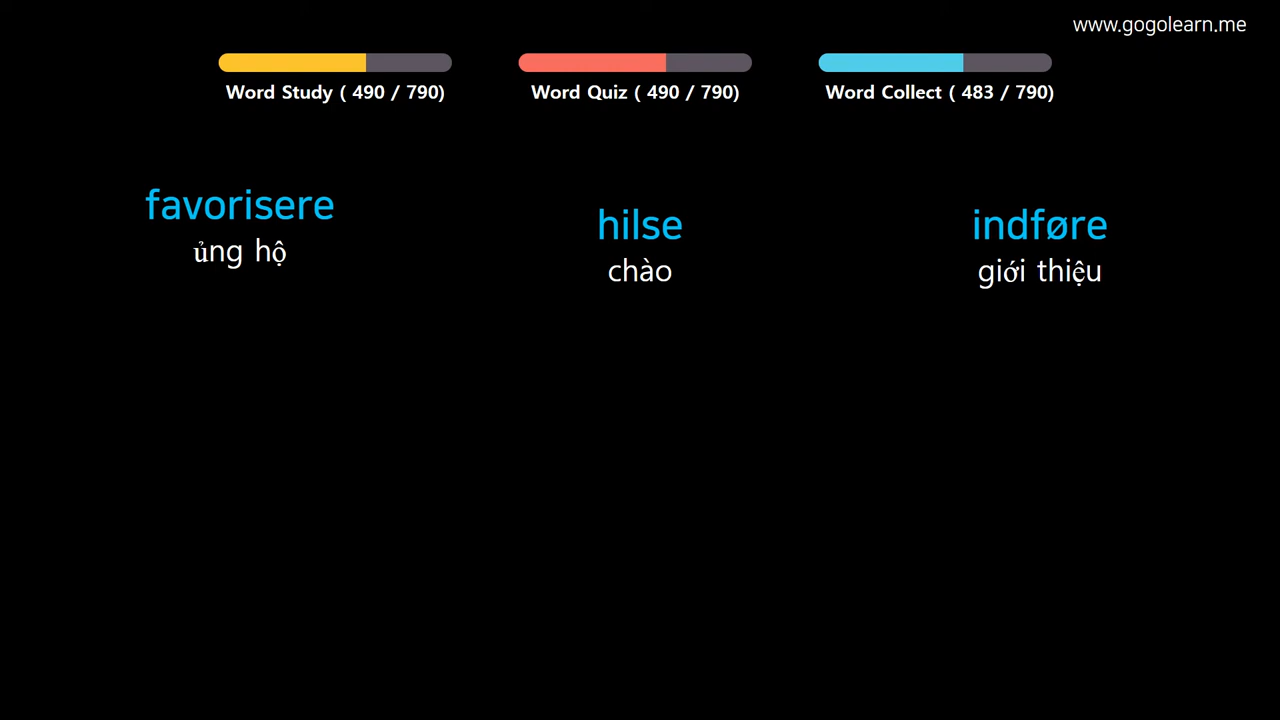 www.gogolearn.me
Word Study ( 490 / 790)
Word Quiz ( 490 / 790)
Word Collect ( 483 / 790)
favorisere
ủng hộ
hilse
chào
indføre
giới thiệu